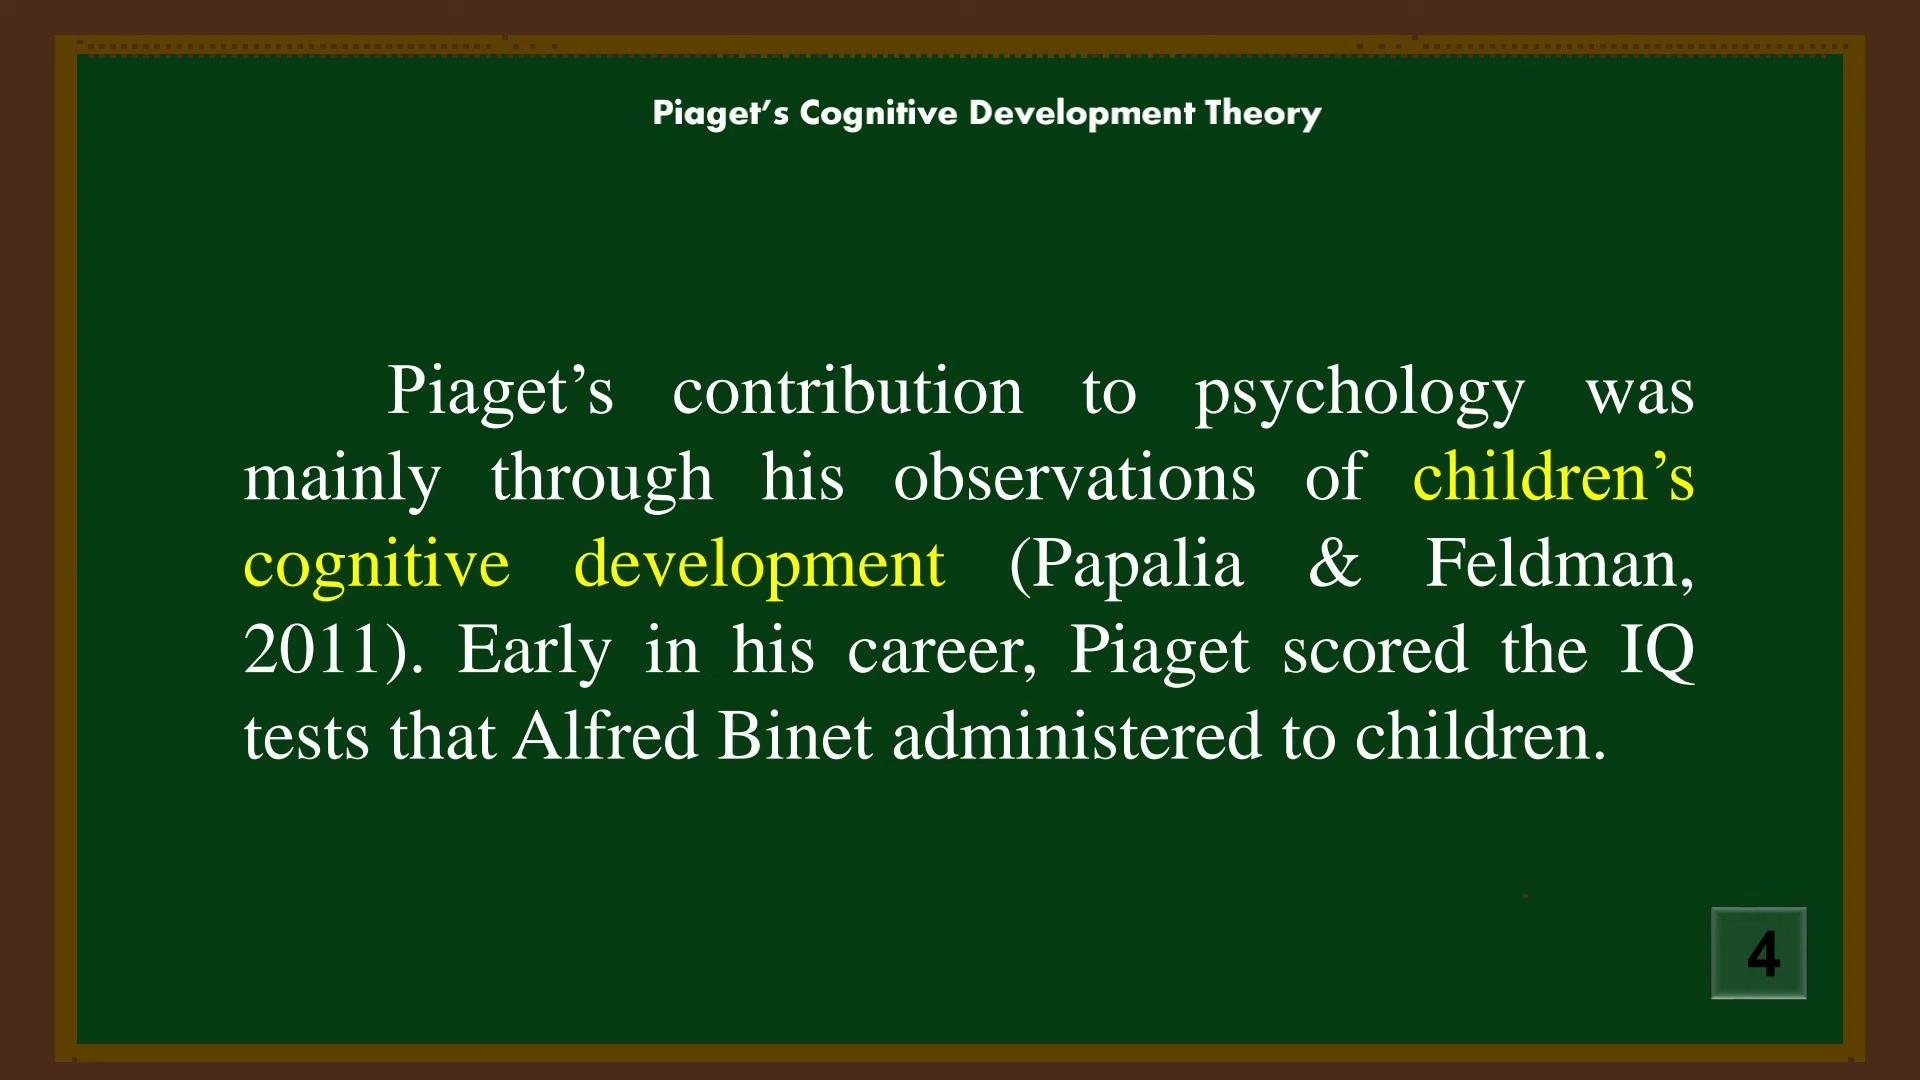 Piaget’s Cognitive Development Theory
Piaget’s contribution to psychology was
mainly through his observations of children’s
cognitive development (Papalia & Feldman,
2011). Early in his career, Piaget scored the IQ
tests that Alfred Binet administered to children.
4